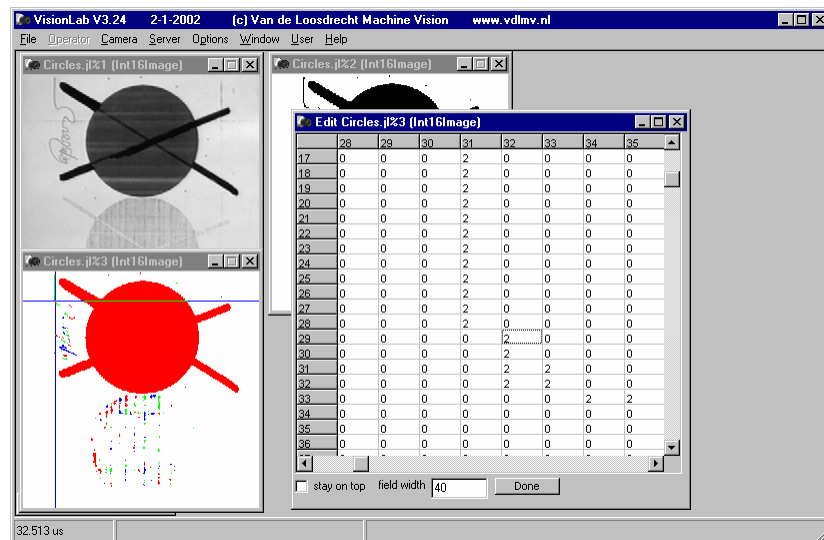 VisionLab V3.24 2-1-2002 (c) Van de Loosdrecht Machine Vision www.vdlmv.nl
File Operator Camera Server Options Window User Help
Circles.jl%1 (Int16Image)
Circles.jl%2 (Int16Image)
Edit Circles.jl%3 (Int16Image)
28 29 30 31 32 33 34 35
17 0 0 0 2 0 0 0 0
18 0 0 0 2 0 0 0 0
19 0 0 0 2 0 0 0 0
20 0 0 0 2 0 0 0 0
21 0 0 0 2 0 0 0 0
22 0 0 0 2 0 0 0 0
23 0 0 0 2 0 0 0 0
24 0 0 0 2 0 0 0 0
25 0 0 0 2 0 0 0 0
26 0 0 0 2 0 0 0 0
27 0 0 0 2 0 0 0 0
28 0 0 0 2 0 0 0 0
29 0 0 0 0 2 0 0 0
30 0 0 0 0 2 0 0 0
31 0 0 0 0 2 2 0 0
32 0 0 0 0 2 2 0 0
33 0 0 0 0 0 0 2 2
34 0 0 0 0 0 0 0 0
35 0 0 0 0 0 0 0 0
36 0 0 0 0 0 0 0 0
stay on top field width 40 Done
Circles.jl%3 (Int16Image)
32.513 us